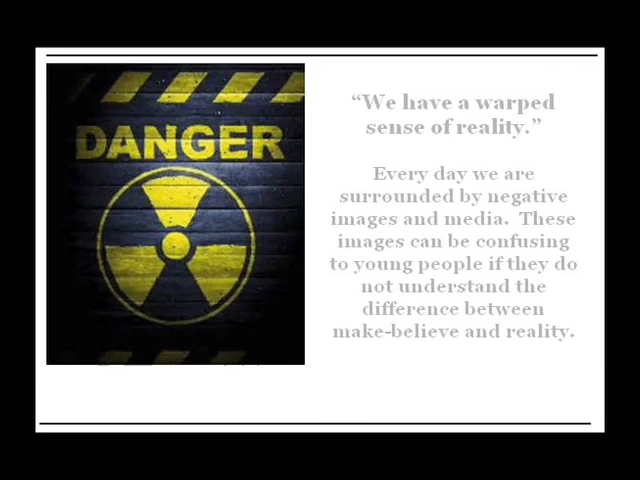 DANGER
“We have a warped
sense of reality.”
Every day we are
surrounded by negative
images and media.  These
images can be confusing
to young people if they do
not understand the
difference between
make-believe and reality.